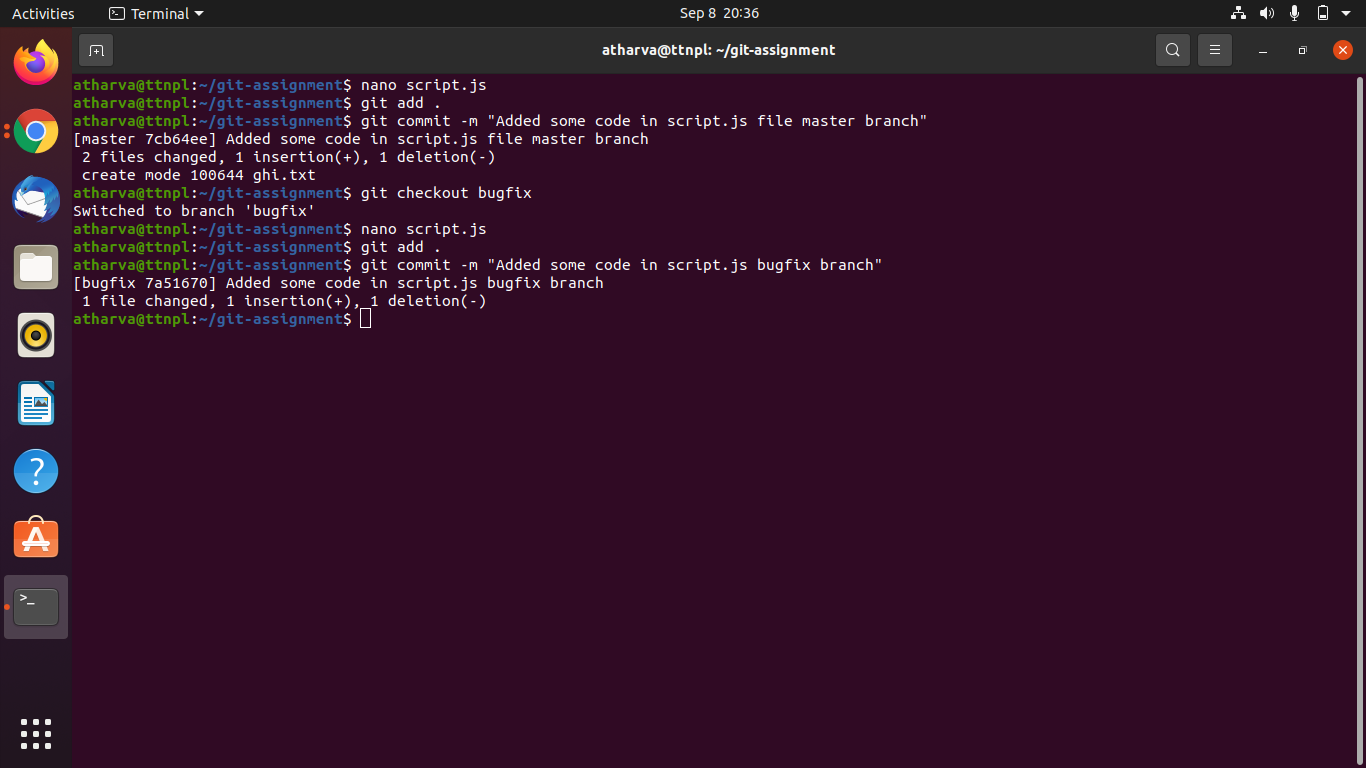 Activities
Terminal
Sep 8 20:36
atharva@ttnpl: ~/git-assignment
atharva@ttnpl:~/git-assignment$ nano script.js
atharva@ttnpl:~/git-assignment$ git add .
atharva@ttnpl:~/git-assignment$ git commit -m "Added some code in script.js file master branch"
[master 7cb64ee] Added some code in script.js file master branch
 2 files changed, 1 insertion(+), 1 deletion(-)
 create mode 100644 ghi.txt
atharva@ttnpl:~/git-assignment$ git checkout bugfix
Switched to branch 'bugfix'
atharva@ttnpl:~/git-assignment$ nano script.js
atharva@ttnpl:~/git-assignment$ git add .
atharva@ttnpl:~/git-assignment$ git commit -m "Added some code in script.js bugfix branch"
[bugfix 7a51670] Added some code in script.js bugfix branch
 1 file changed, 1 insertion(+), 1 deletion(-)
atharva@ttnpl:~/git-assignment$